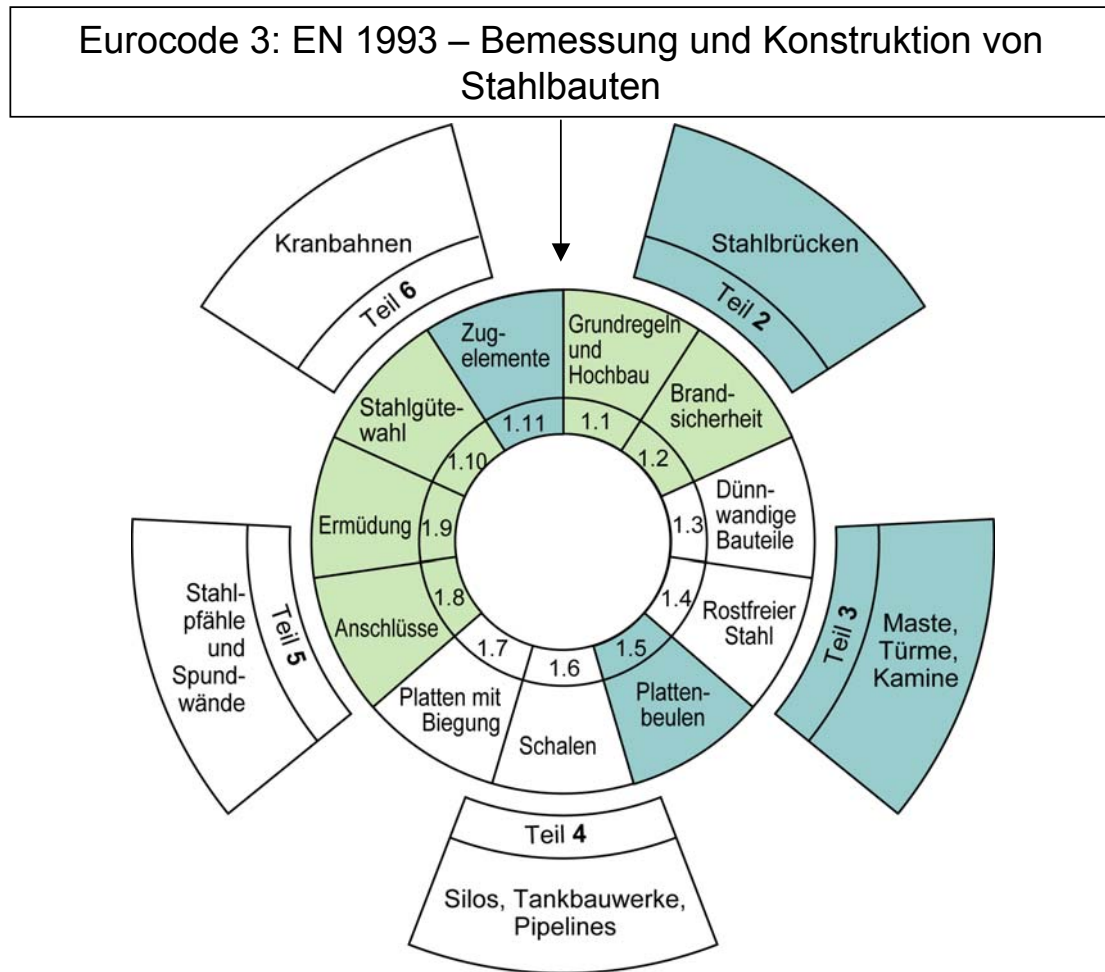 Eurocode 3: EN 1993 – Bemessung und Konstruktion von
Stahlbauten
Kranbahnen
Teil 6
Stahlbrücken
Teil 2
Zug-
elemente
1.11
Grundregeln
und
Hochbau
1.1
Brand-
sicherheit
1.2
Dünn-
wandige
Bauteile
1.3
Rostfreier
Stahl
1.4
Platten-
beulen
1.5
Schalen
1.6
Platten mit
Biegung
1.7
Anschlüsse
1.8
Ermüdung
1.9
Stahlgüte-
wahl
1.10
Teil 3
Maste,
Türme,
Kamine
Teil 4
Silos, Tankbauwerke,
Pipelines
Teil 5
Stahl-
pfähle
und
Spund-
wände